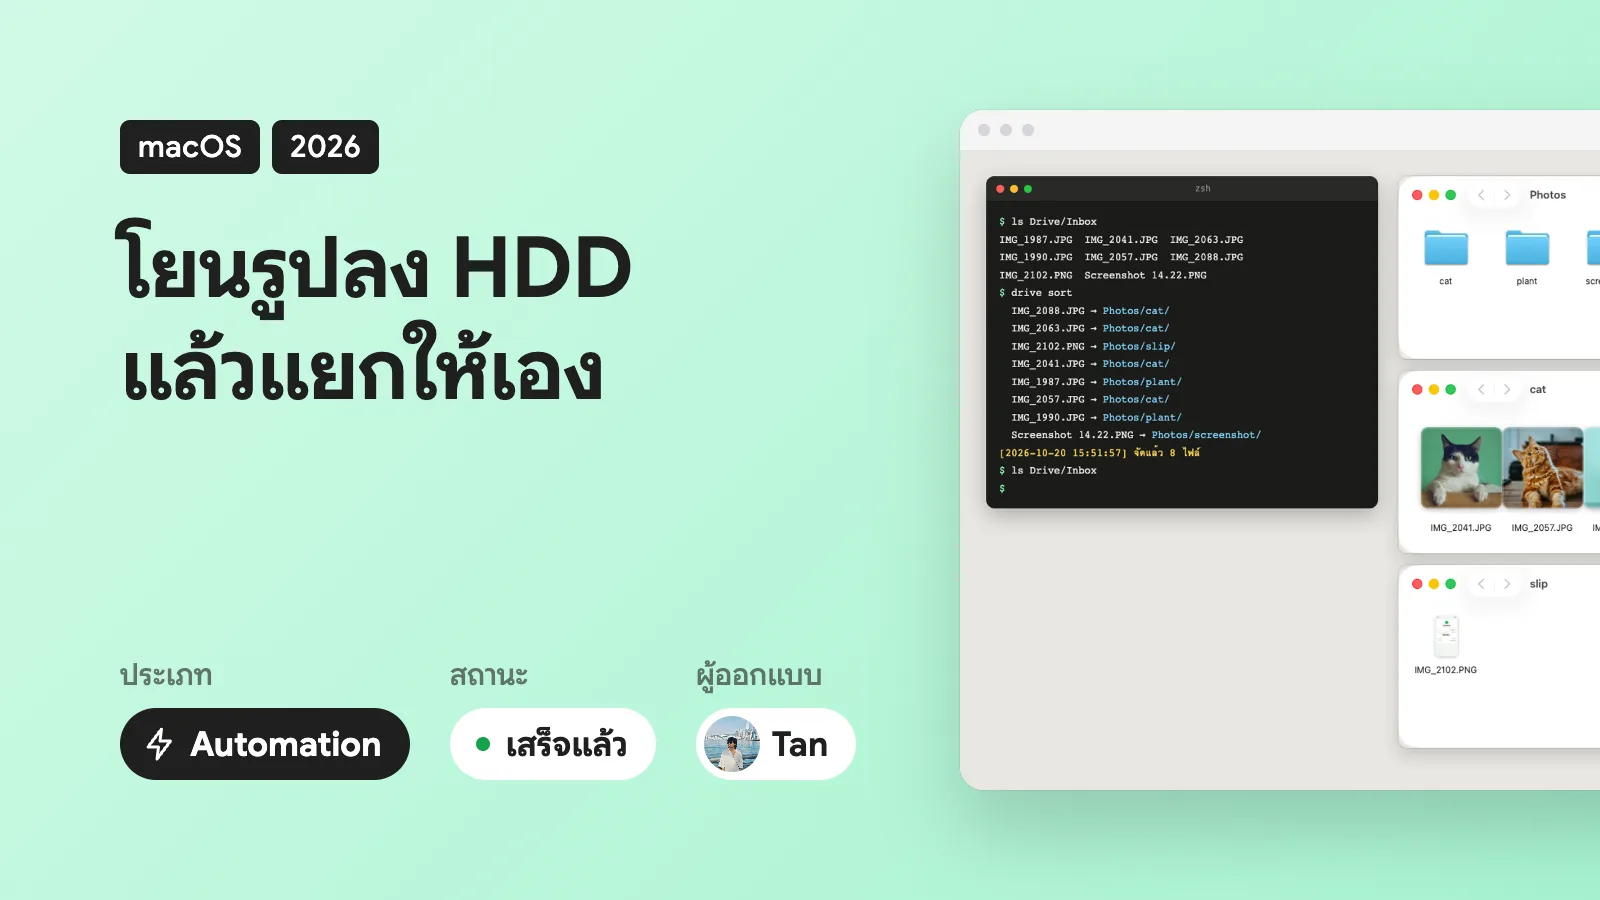 macOS 2026
โยนรูปลง HDD
แล้วแยกให้เอง
ประเภท
Automation
สถานะ
เสร็จแล้ว
ผู้ออกแบบ
Tan
zsh
$ ls Drive/Inbox
IMG_1987.JPG IMG_2041.JPG IMG_2063.JPG
IMG_1990.JPG IMG_2057.JPG IMG_2088.JPG
IMG_2102.PNG Screenshot 14.22.PNG
$ drive sort
IMG_2088.JPG → Photos/cat/
IMG_2063.JPG → Photos/cat/
IMG_2102.PNG → Photos/slip/
IMG_2041.JPG → Photos/cat/
IMG_1987.JPG → Photos/plant/
IMG_2057.JPG → Photos/cat/
IMG_1990.JPG → Photos/plant/
Screenshot 14.22.PNG → Photos/screenshot/
[2026-10-20 15:51:57] จัดแล้ว 8 ไฟล์
$ ls Drive/Inbox
$
Photos
cat plant scre
cat
IMG_2041.JPG IMG_2057.JPG IM
slip
IMG_2102.PNG